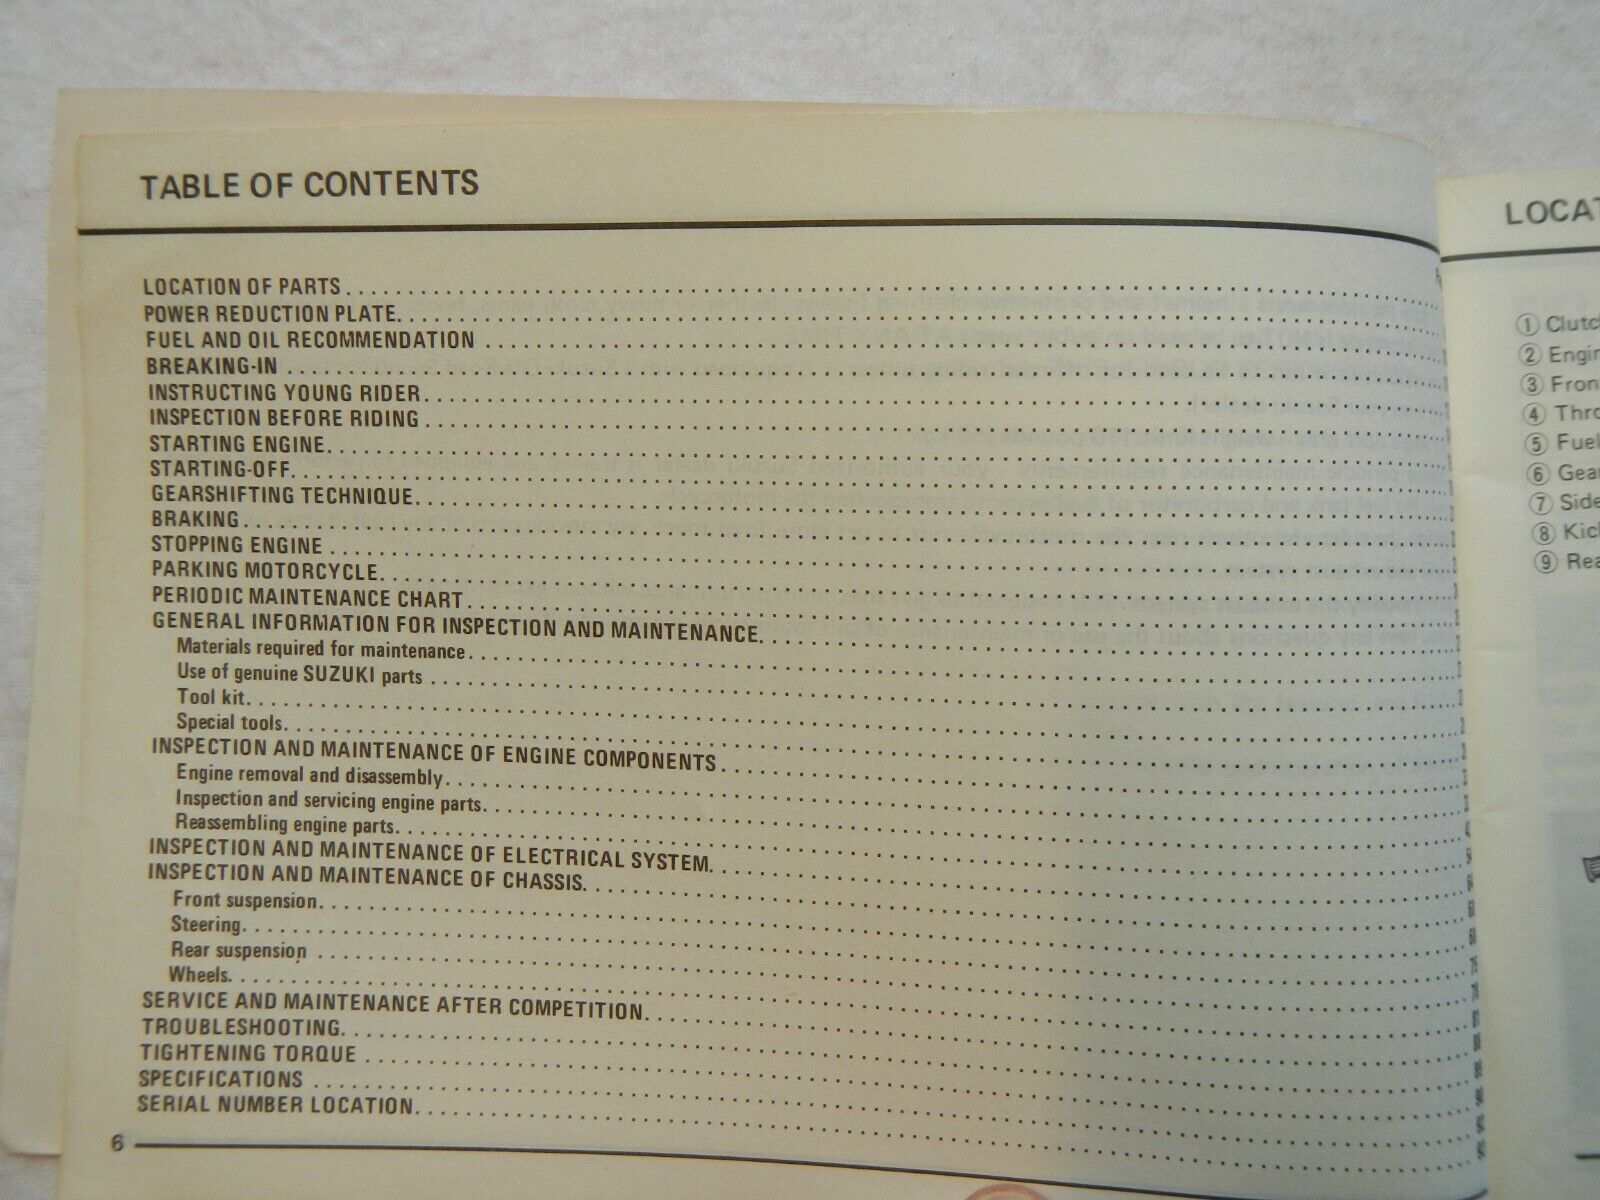 TABLE OF CONTENTS
LOCATION OF PARTS
POWER REDUCTION PLATE
FUEL AND OIL RECOMMENDATION
BREAKING-IN
INSTRUCTING YOUNG RIDER
INSPECTION BEFORE RIDING
STARTING ENGINE
STARTING-OFF
GEARSHIFTING TECHNIQUE
BRAKING
STOPPING ENGINE
PARKING MOTORCYCLE
PERIODIC MAINTENANCE CHART
GENERAL INFORMATION FOR INSPECTION AND MAINTENANCE
Materials required for maintenance
Use of genuine SUZUKI parts
Tool kit
Special tools
INSPECTION AND MAINTENANCE OF ENGINE COMPONENTS
Engine removal and disassembly
Inspection and servicing engine parts
Reassembling engine parts
INSPECTION AND MAINTENANCE OF ELECTRICAL SYSTEM
INSPECTION AND MAINTENANCE OF CHASSIS
Front suspension
Steering
Rear suspension
Wheels
SERVICE AND MAINTENANCE AFTER COMPETITION
TROUBLESHOOTING
TIGHTENING TORQUE
SPECIFICATIONS
SERIAL NUMBER LOCATION
6
LOCAT
① Clutc
② Engin
③ Fron
④ Thro
⑤ Fuel
⑥ Gea
⑦ Side
⑧ Kic
⑨ Rea